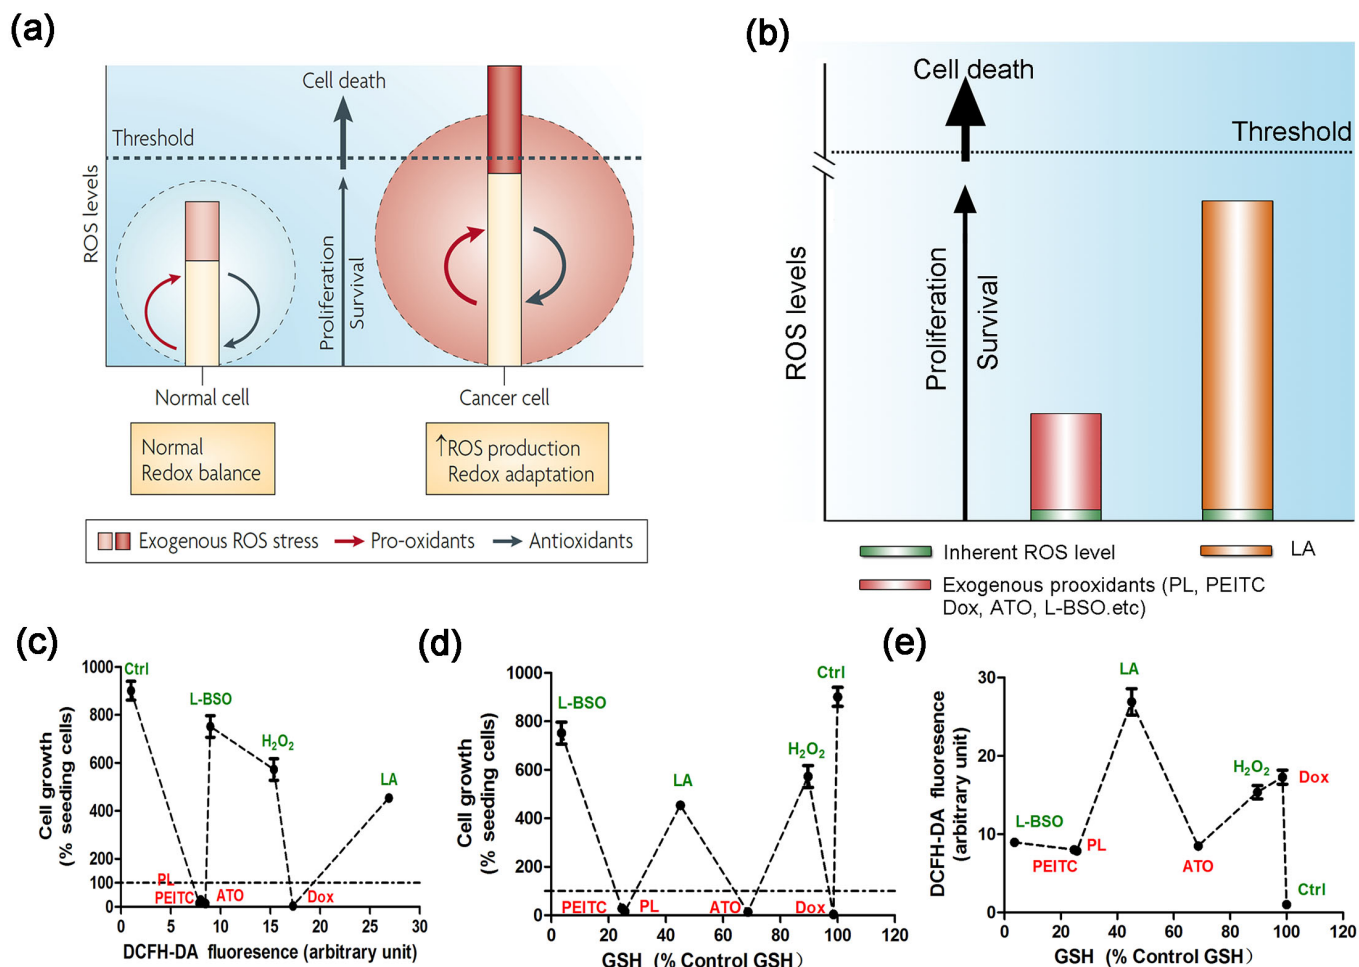 (a)
Cell death
Threshold
ROS levels
Proliferation
Survival
Normal cell
Cancer cell
Normal
Redox balance
↑ROS production
Redox adaptation
Exogenous ROS stress
Pro-oxidants
Antioxidants
(b)
Cell death
Threshold
ROS levels
Proliferation
Survival
Inherent ROS level
LA
Exogenous prooxidants (PL, PEITC
Dox, ATO, L-BSO.etc)
(c)
Cell growth
(% seeding cells)
1000
800
600
400
200
100
0
Ctrl
L-BSO
H2O2
LA
PL
PEITC
ATO
Dox
0 5 10 15 20 25 30
DCFH-DA fluoresence (arbitrary unit)
(d)
Cell growth
(% seeding cells)
1000
800
600
400
200
0
L-BSO
LA
H2O2
Ctrl
PEITC
PL
ATO
Dox
0 20 40 60 80 100 120
GSH (% Control GSH)
(e)
DCFH-DA fluorescence
(arbitrary unit)
30
20
10
0
LA
L-BSO
PEITC
PL
ATO
H2O2
Dox
Ctrl
0 20 40 60 80 100 120
GSH (% Control GSH)